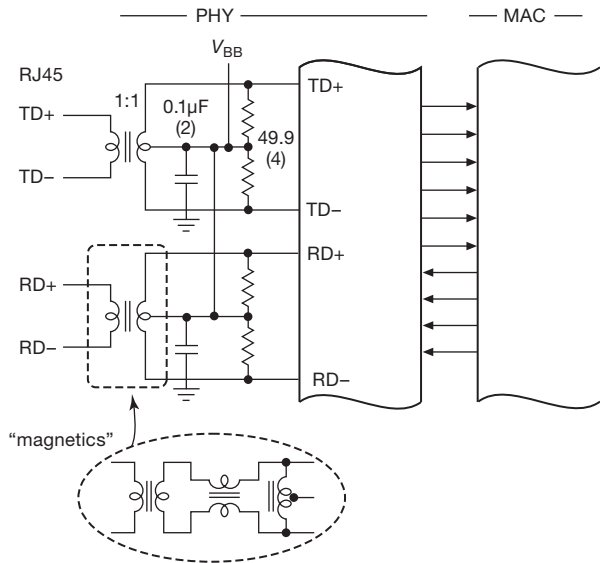 PHY
MAC
V_BB
RJ45
1:1
TD+
0.1µF
(2)
TD+
49.9
(4)
TD−
TD−
RD+
RD+
RD−
RD−
“magnetics”